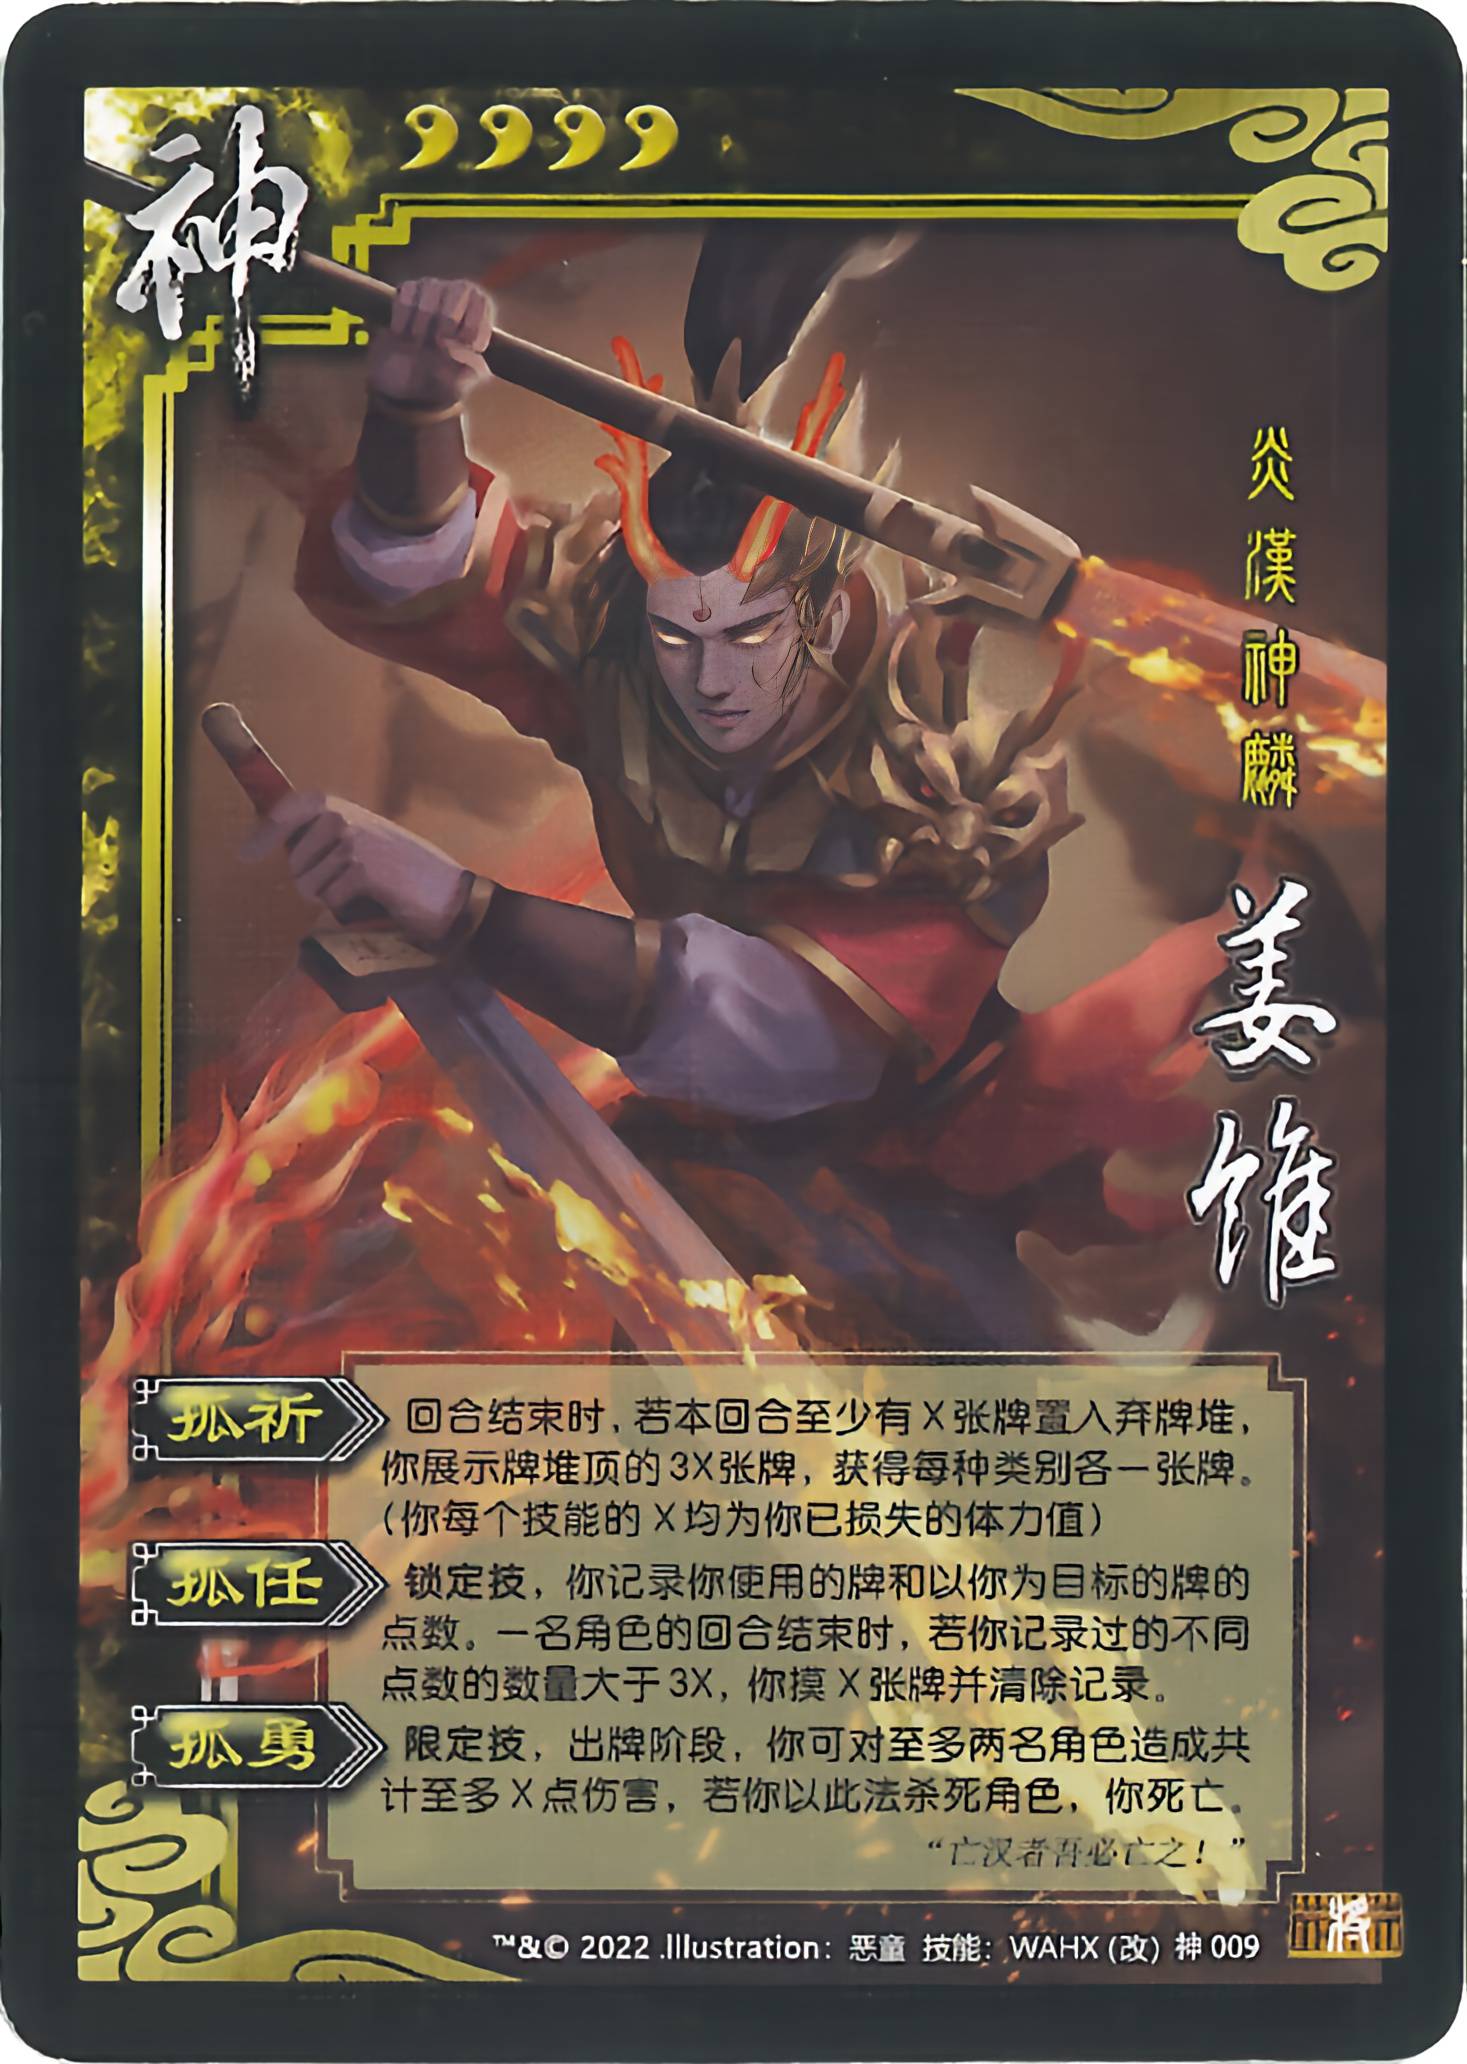 神
炎漢神麟
姜维
孤祈
回合结束时，若本回合至少有X张牌置入弃牌堆，
你展示牌堆顶的3X张牌，获得每种类别各一张牌。
（你每个技能的X均为你已损失的体力值）
孤任
锁定技，你记录你使用的牌和以你为目标的牌的
点数。一名角色的回合结束时，若你记录过的不同
点数的数量大于3X，你摸X张牌并清除记录。
孤勇
限定技，出牌阶段，你可对至多两名角色造成共
计至多X点伤害，若你以此法杀死角色，你死亡。
“亡汉者吾必亡之！”
™&© 2022 .Illustration：恶童 技能：WAHX (改) 神 009
将